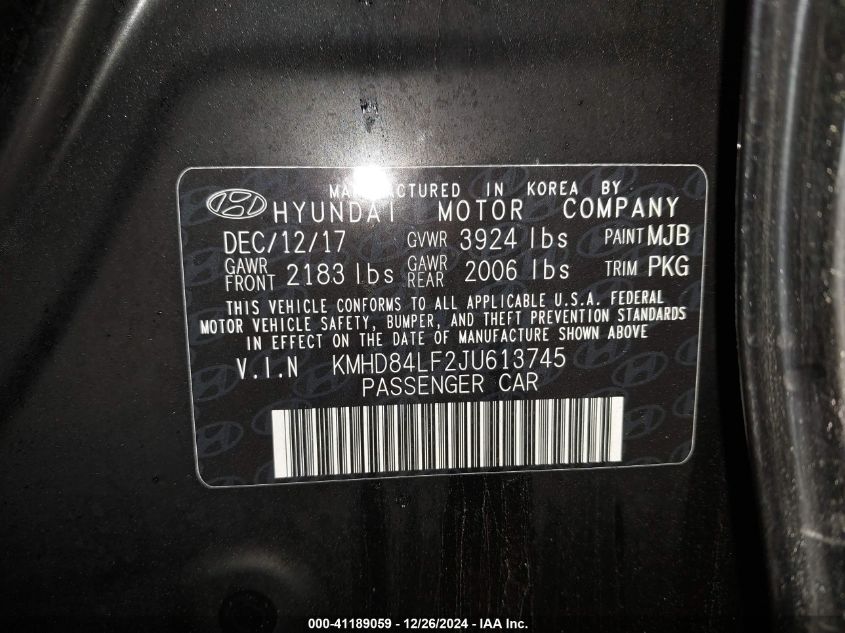 MANUFACTURED IN KOREA BY
HYUNDAI MOTOR COMPANY
DEC/12/17 GVWR 3924 lbs PAINT MJB
GAWR FRONT 2183 lbs GAWR REAR 2006 lbs TRIM PKG
THIS VEHICLE CONFORMS TO ALL APPLICABLE U.S.A. FEDERAL
MOTOR VEHICLE SAFETY, BUMPER, AND THEFT PREVENTION STANDARDS
IN EFFECT ON THE DATE OF MANUFACTURE SHOWN ABOVE
V.I.N KMHD84LF2JU613745
PASSENGER CAR
000-41189059 - 12/26/2024 - IAA Inc.